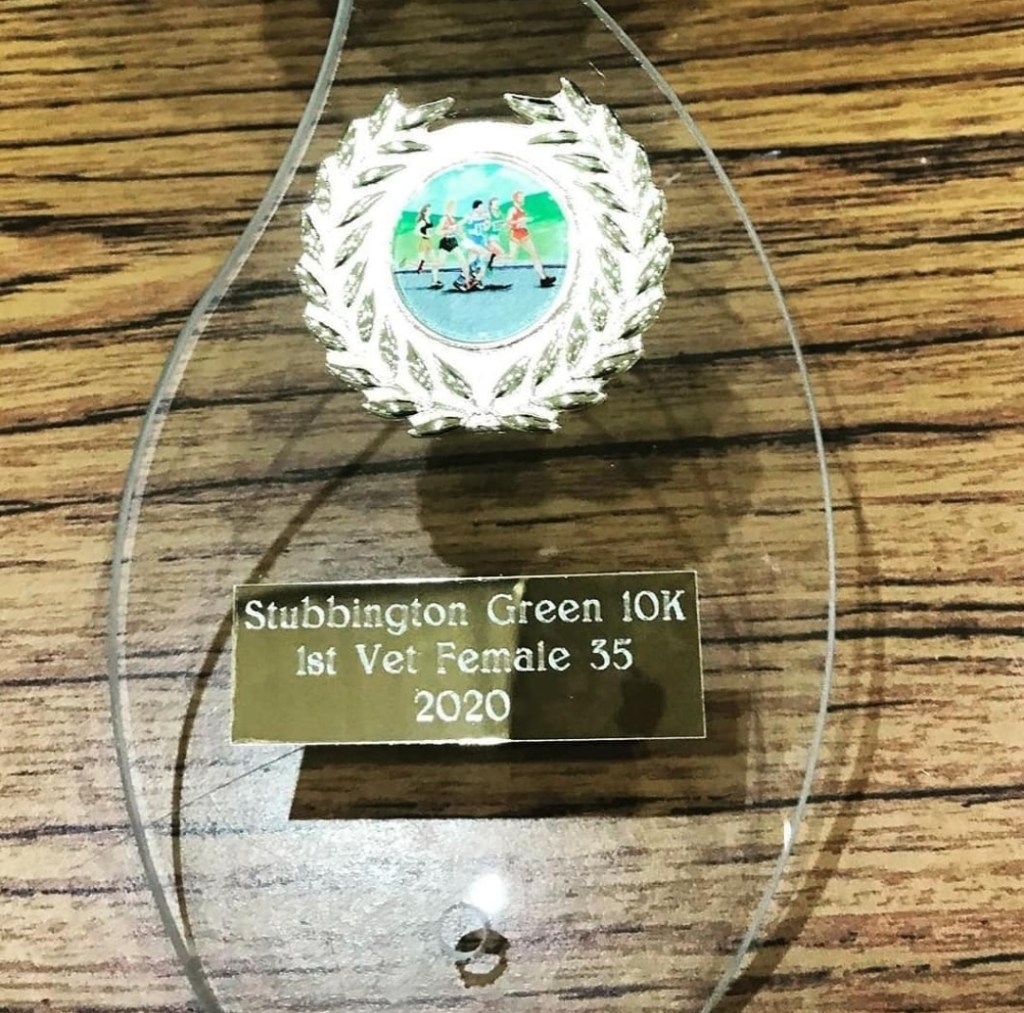 Stubbington Green 10K
1st Vet Female 35
2020